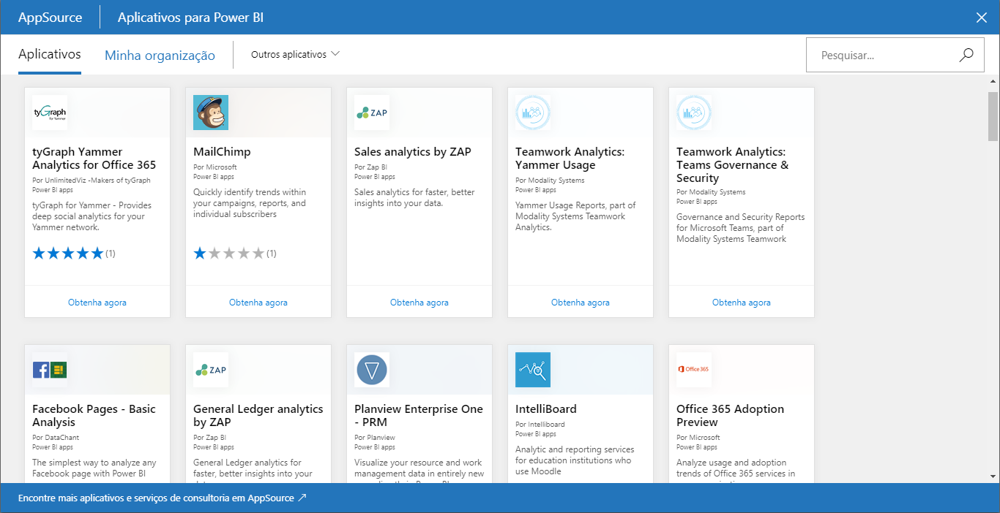 AppSource
Aplicativos para Power BI
Aplicativos
Minha organização
Outros aplicativos
Pesquisar...
tyGraph
for Yammer
tyGraph Yammer
Analytics for Office 365
Por UnlimitedViz -Makers of tyGraph
Power BI apps
tyGraph for Yammer - Provides
deep social analytics for your
Yammer network.
(1)
Obtenha agora
MailChimp
Por Microsoft
Power BI apps
Quickly identify trends within
your campaigns, reports, and
individual subscribers
(1)
Obtenha agora
ZAP
Sales analytics by ZAP
Por Zap BI
Power BI apps
Sales analytics for faster, better
insights into your data.
Obtenha agora
Teamwork Analytics:
Yammer Usage
Por Modality Systems
Power BI apps
Yammer Usage Reports, part of
Modality Systems Teamwork
Analytics.
Obtenha agora
Teamwork Analytics:
Teams Governance &
Security
Por Modality Systems
Power BI apps
Governance and Security Reports
for Microsoft Teams, part of
Modality Systems Teamwork
Obtenha agora
Facebook Pages - Basic
Analysis
Por DataChant
Power BI apps
The simplest way to analyze any
Facebook page with Power BI
ZAP
General Ledger analytics
by ZAP
Por Zap BI
Power BI apps
General Ledger analytics for
faster, better insights into your
Planview Enterprise One
- PRM
Por Planview
Power BI apps
Visualize your resource and work
management data in entirely new
IntelliBoard
Por Intelliboard
Power BI apps
Analytic and reporting services
for education institutions who
use Moodle
Office 365
Office 365 Adoption
Preview
Por Microsoft
Power BI apps
Analyze usage and adoption
trends of Office 365 services in
Encontre mais aplicativos e serviços de consultoria em AppSource